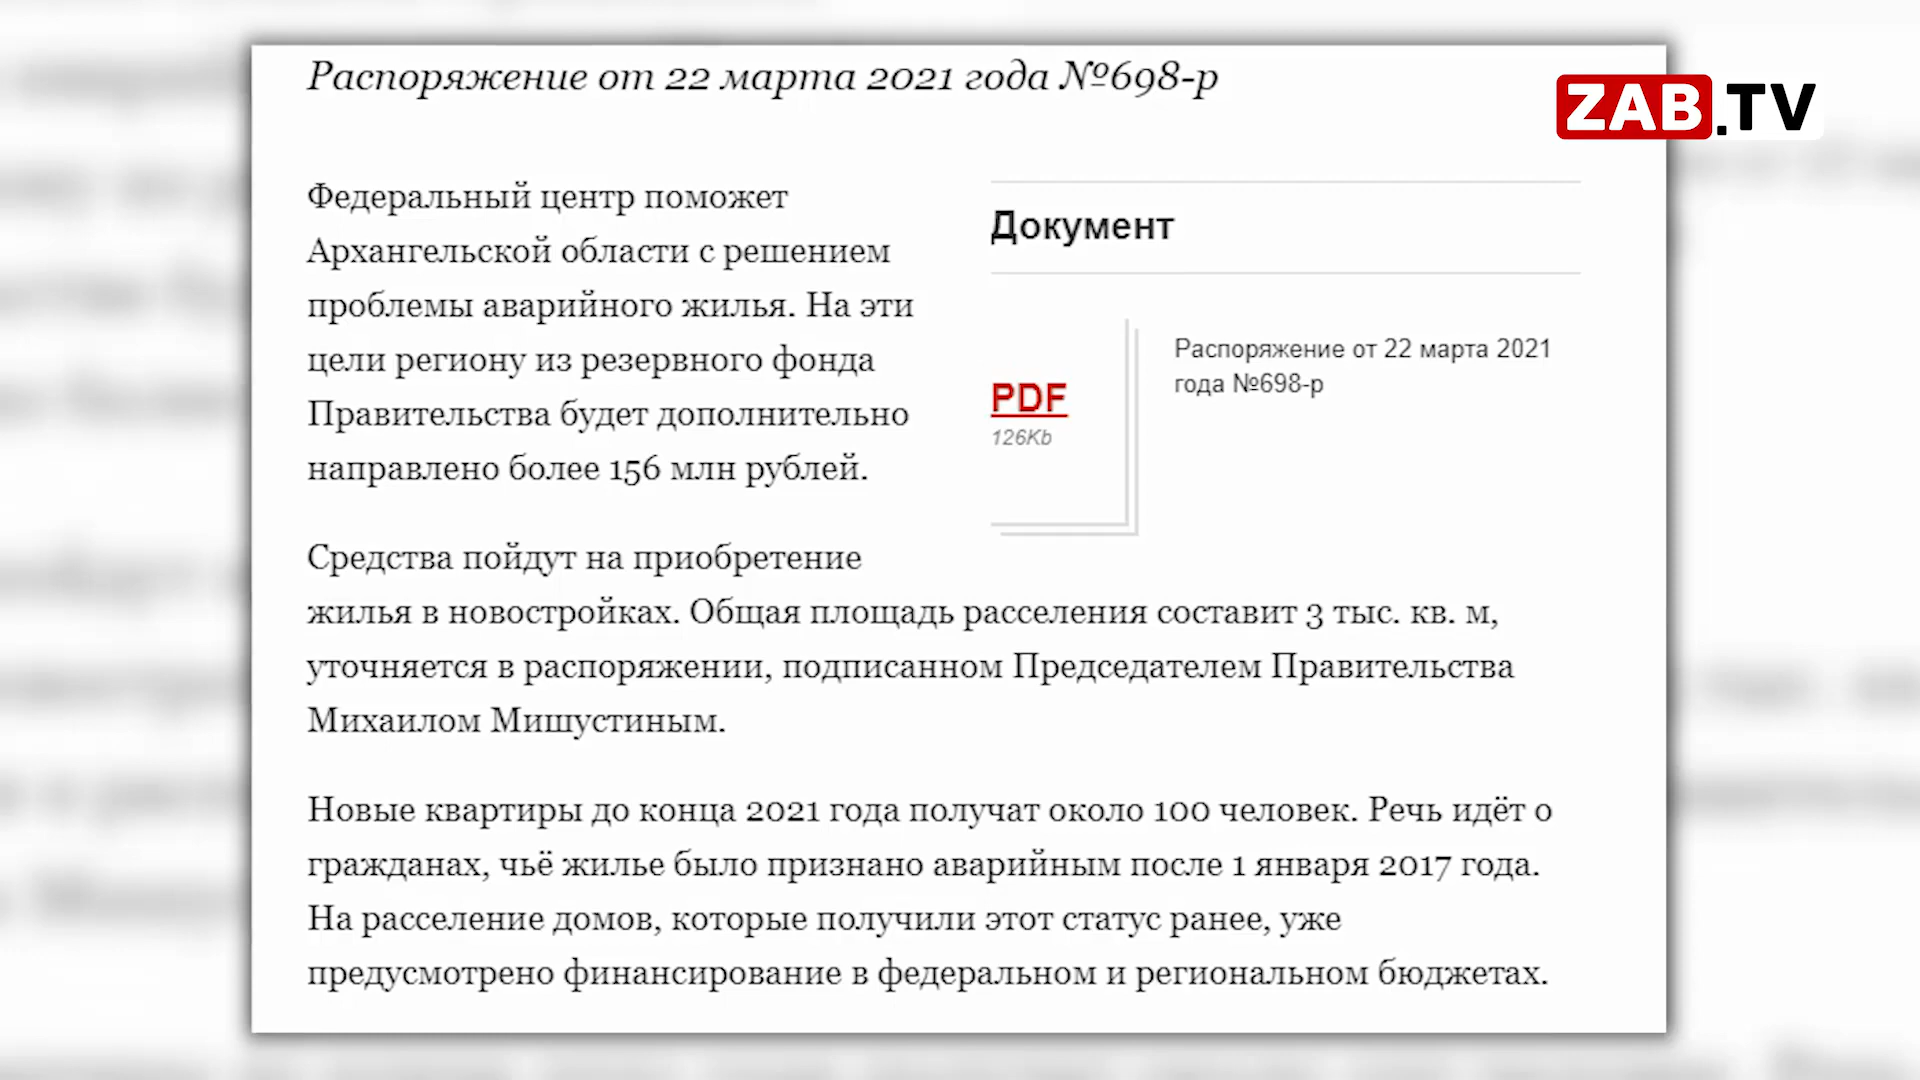 Распоряжение от 22 марта 2021 года №698-р
ZAB.TV
Федеральный центр поможет
Архангельской области с решением
проблемы аварийного жилья. На эти
цели региону из резервного фонда
Правительства будет дополнительно
направлено более 156 млн рублей.
Документ
PDF
126Kb
Распоряжение от 22 марта 2021
года №698-р
Средства пойдут на приобретение
жилья в новостройках. Общая площадь расселения составит 3 тыс. кв. м,
уточняется в распоряжении, подписанном Председателем Правительства
Михаилом Мишустиным.
Новые квартиры до конца 2021 года получат около 100 человек. Речь идёт о
гражданах, чьё жилье было признано аварийным после 1 января 2017 года.
На расселение домов, которые получили этот статус ранее, уже
предусмотрено финансирование в федеральном и региональном бюджетах.